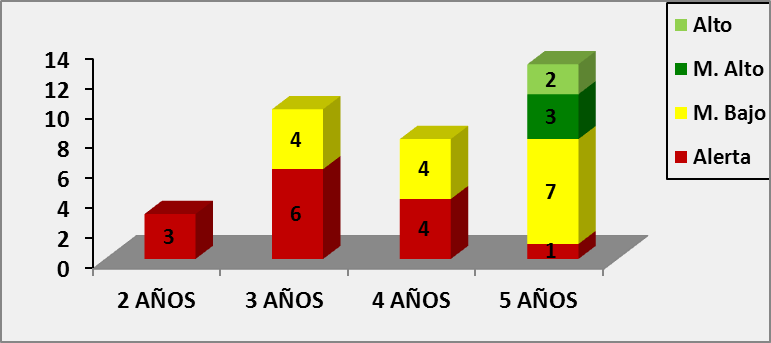 14
12
10
8
6
4
2
0
3
6
4
4
4
1
7
3
2
2 AÑOS
3 AÑOS
4 AÑOS
5 AÑOS
Alto
M. Alto
M. Bajo
Alerta